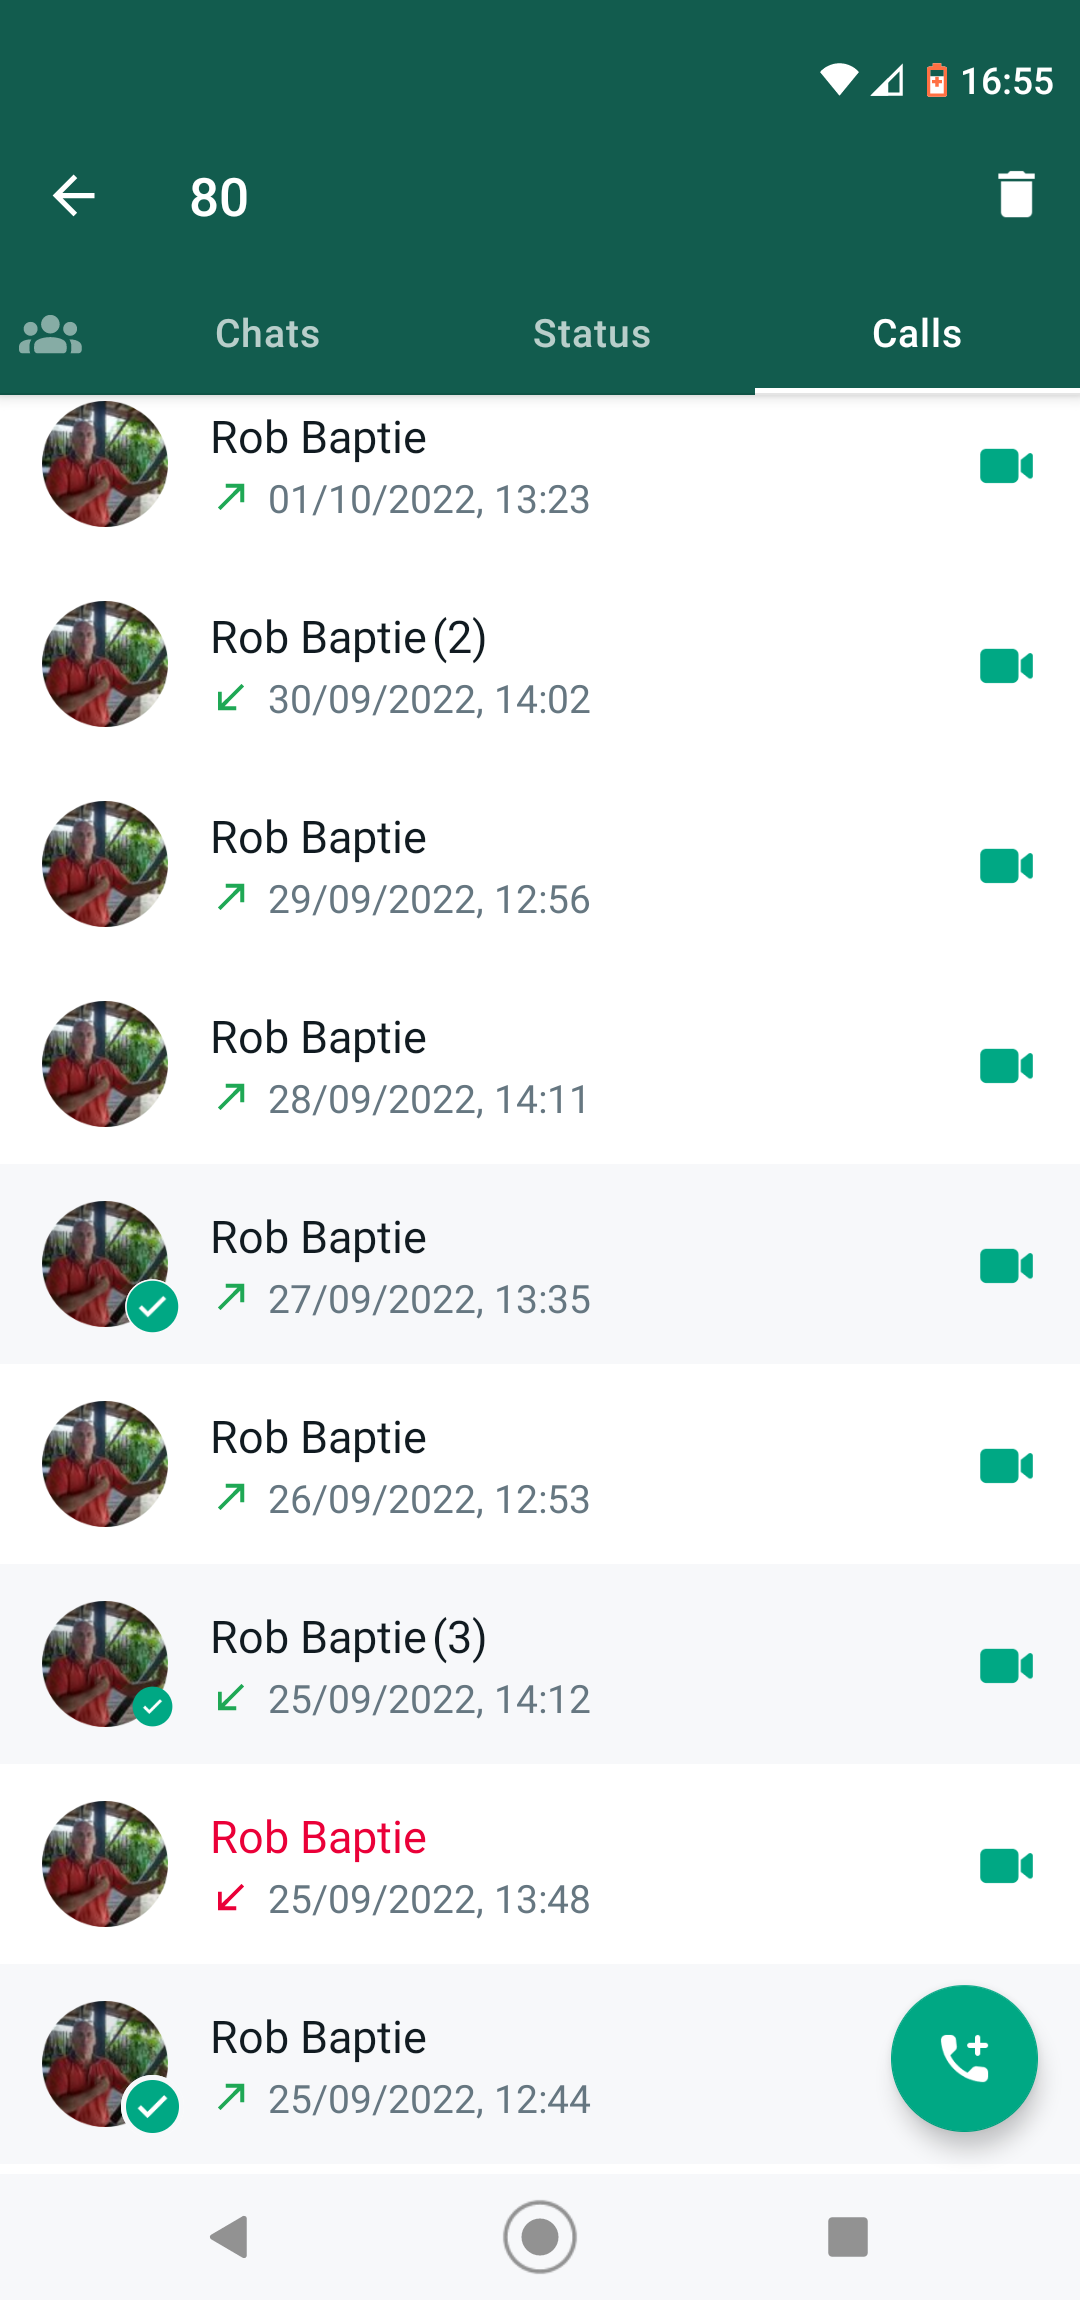 16:55
80
Chats Status Calls
Rob Baptie
01/10/2022, 13:23
Rob Baptie (2)
30/09/2022, 14:02
Rob Baptie
29/09/2022, 12:56
Rob Baptie
28/09/2022, 14:11
Rob Baptie
27/09/2022, 13:35
Rob Baptie
26/09/2022, 12:53
Rob Baptie (3)
25/09/2022, 14:12
Rob Baptie
25/09/2022, 13:48
Rob Baptie
25/09/2022, 12:44